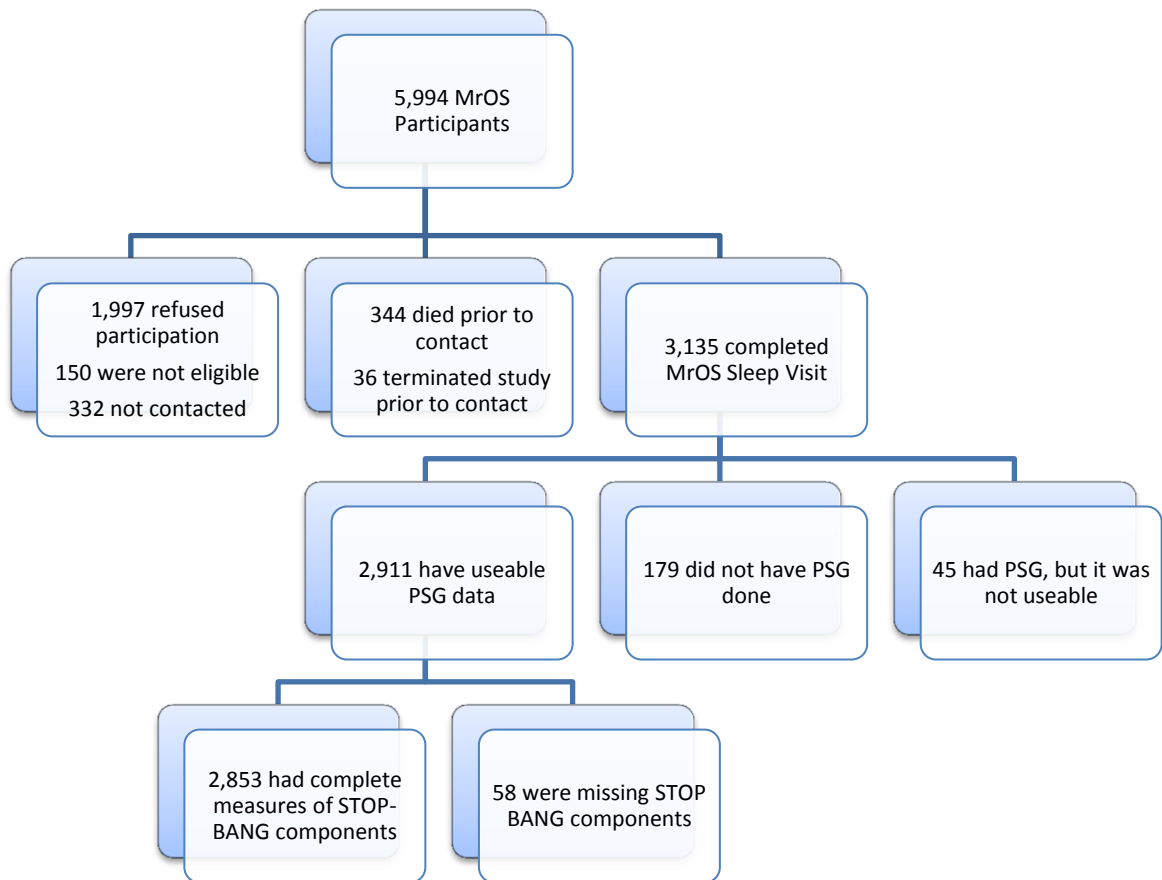 5,994 MrOS
Participants
1,997 refused
participation
150 were not eligible
332 not contacted
344 died prior to
contact
36 terminated study
prior to contact
3,135 completed
MrOS Sleep Visit
2,911 have useable
PSG data
179 did not have PSG
done
45 had PSG, but it was
not useable
2,853 had complete
measures of STOP-
BANG components
58 were missing STOP
BANG components